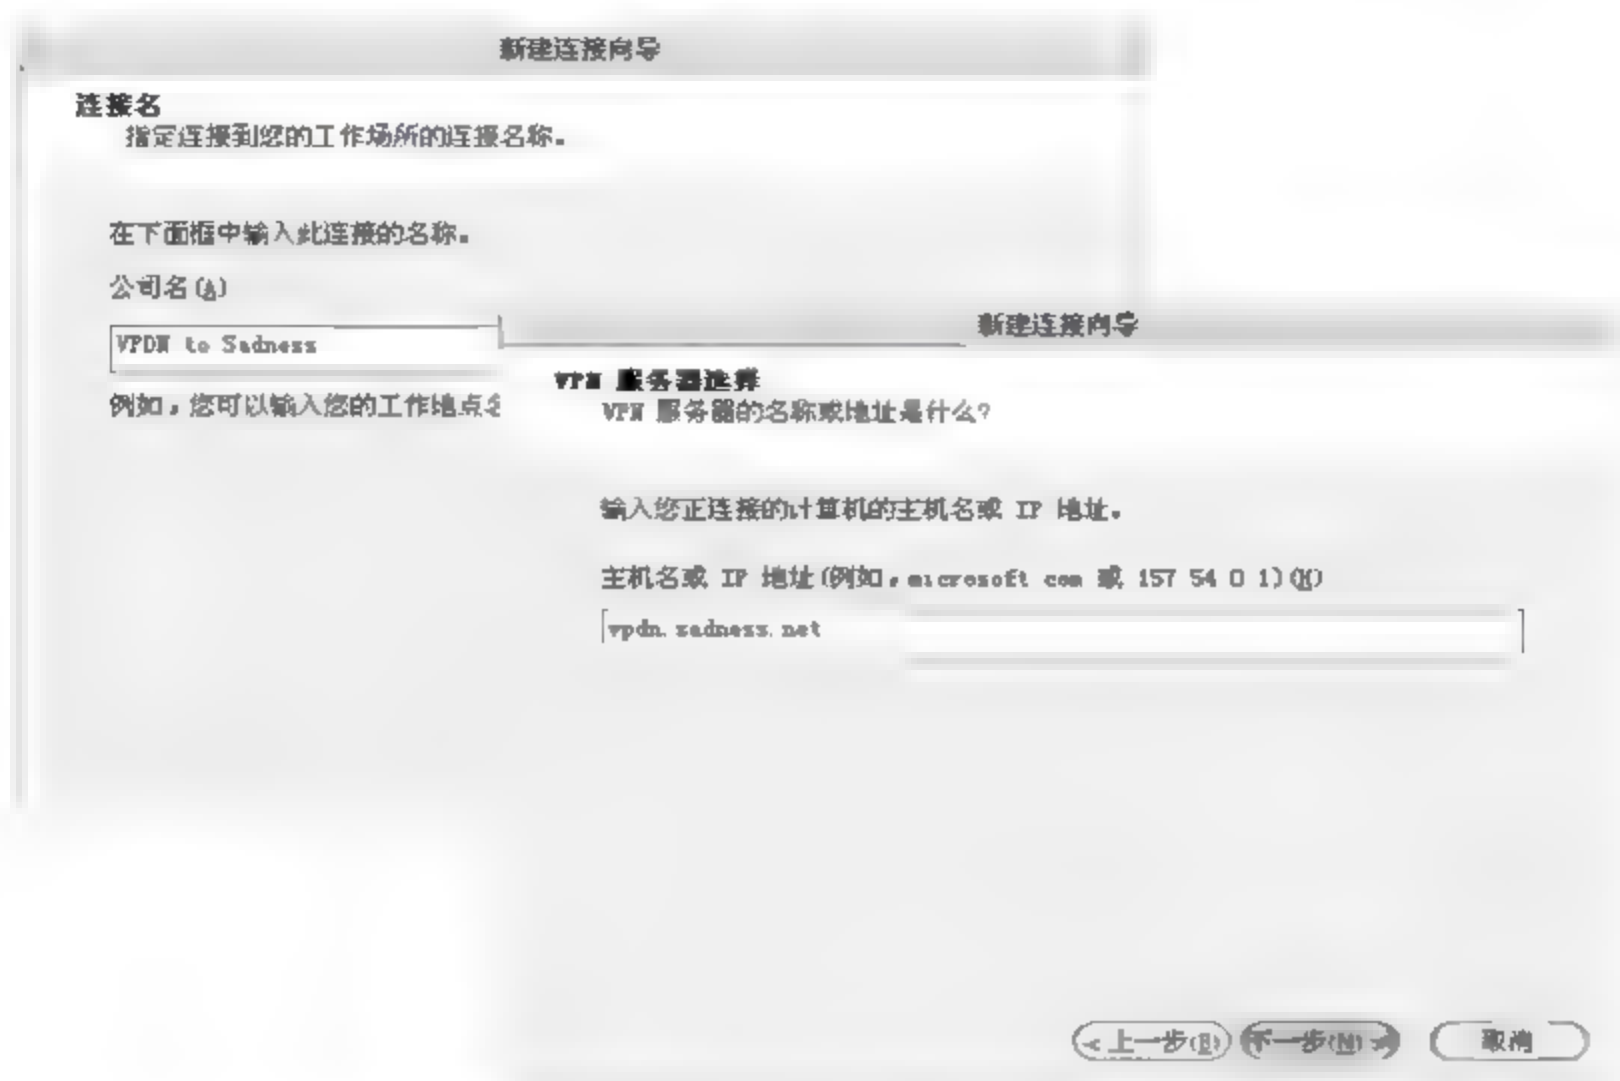 新建连接向导
连接名
指定连接到您的工作场所的连接名称。
在下面框中输入此连接的名称。
公司名(A)
VPDN to Sadness
例如，您可以输入您的工作地点名
新建连接向导
VPN 服务器选择
VPN 服务器的名称或地址是什么?
输入您正连接的计算机的主机名或 IP 地址。
主机名或 IP 地址(例如，microsoft com 或 157 54 0 1)(H)
vpdn.sadness.net
< 上一步(B)
下一步(N) >
取消